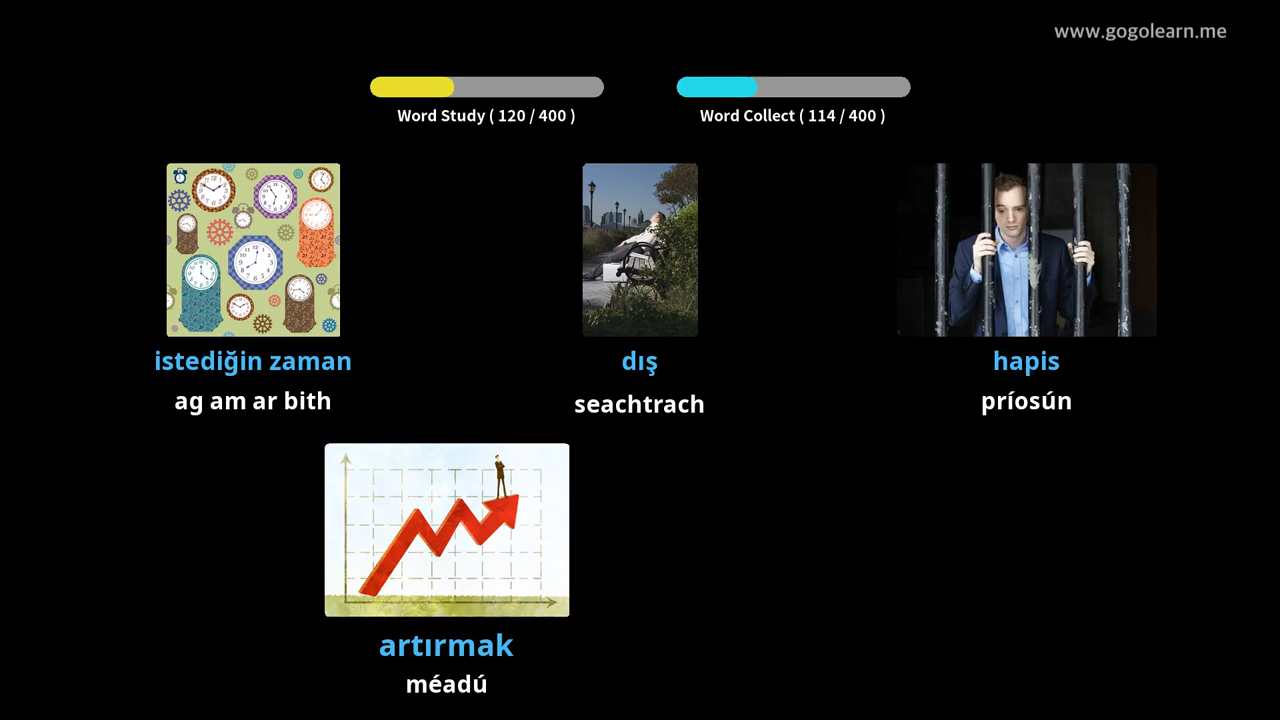 www.gogolearn.me
Word Study ( 120 / 400 )
Word Collect ( 114 / 400 )
istediğin zaman
ag am ar bith
dış
seachtrach
hapis
príosún
artırmak
méadú